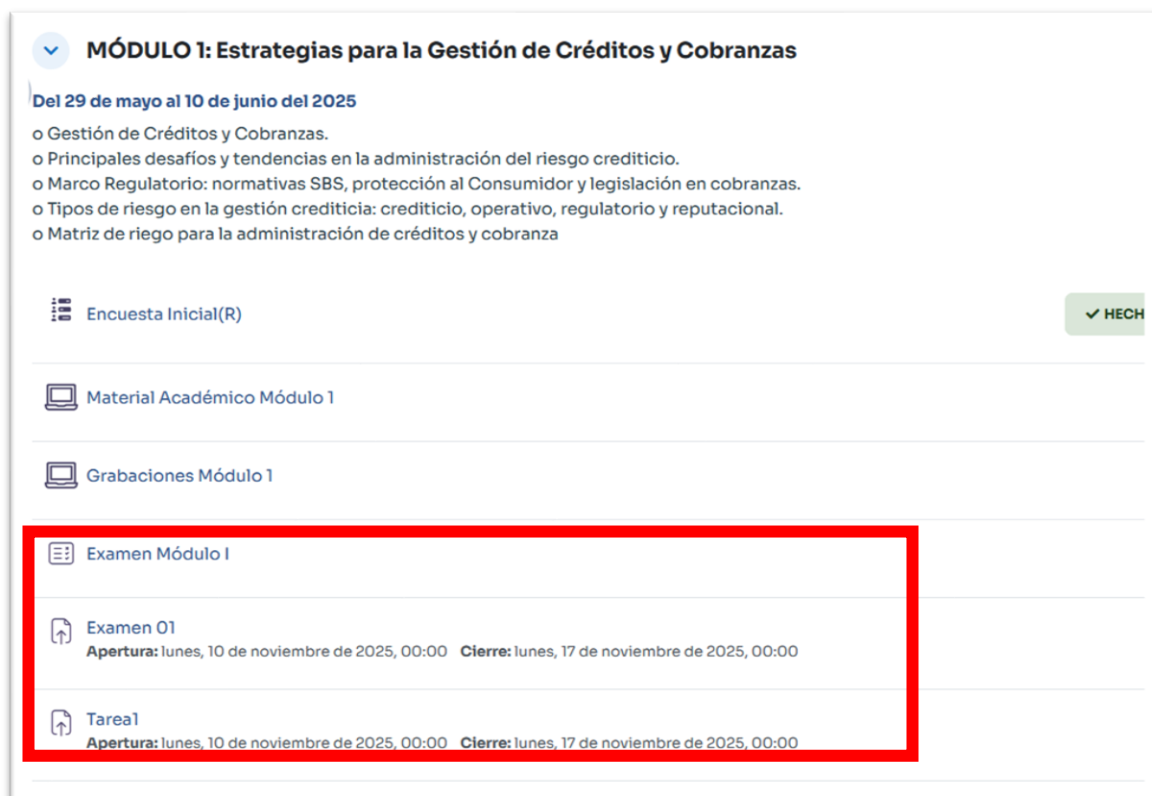 MÓDULO 1: Estrategias para la Gestión de Créditos y Cobranzas
Del 29 de mayo al 10 de junio del 2025
o Gestión de Créditos y Cobranzas.
o Principales desafíos y tendencias en la administración del riesgo crediticio.
o Marco Regulatorio: normativas SBS, protección al Consumidor y legislación en cobranzas.
o Tipos de riesgo en la gestión crediticia: crediticio, operativo, regulatorio y reputacional.
o Matriz de riego para la administración de créditos y cobranza
Encuesta Inicial(R)
✓ HECH
Material Académico Módulo 1
Grabaciones Módulo 1
Examen Módulo I
Examen 01
Apertura: lunes, 10 de noviembre de 2025, 00:00 Cierre: lunes, 17 de noviembre de 2025, 00:00
Tarea1
Apertura: lunes, 10 de noviembre de 2025, 00:00 Cierre: lunes, 17 de noviembre de 2025, 00:00